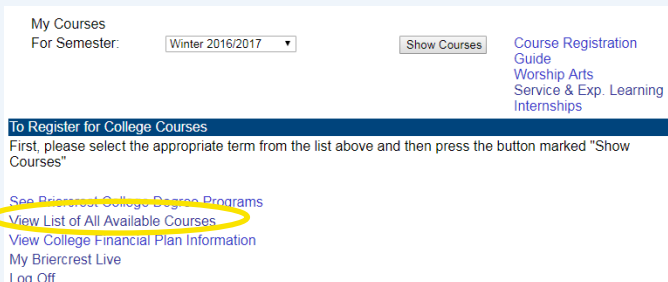 My Courses
For Semester: Winter 2016/2017 Show Courses
Course Registration
Guide
Worship Arts
Service & Exp. Learning
Internships
To Register for College Courses
First, please select the appropriate term from the list above and then press the button marked "Show
Courses"
See Briercrest College Degree Programs
View List of All Available Courses
View College Financial Plan Information
My Briercrest Live
Log Off